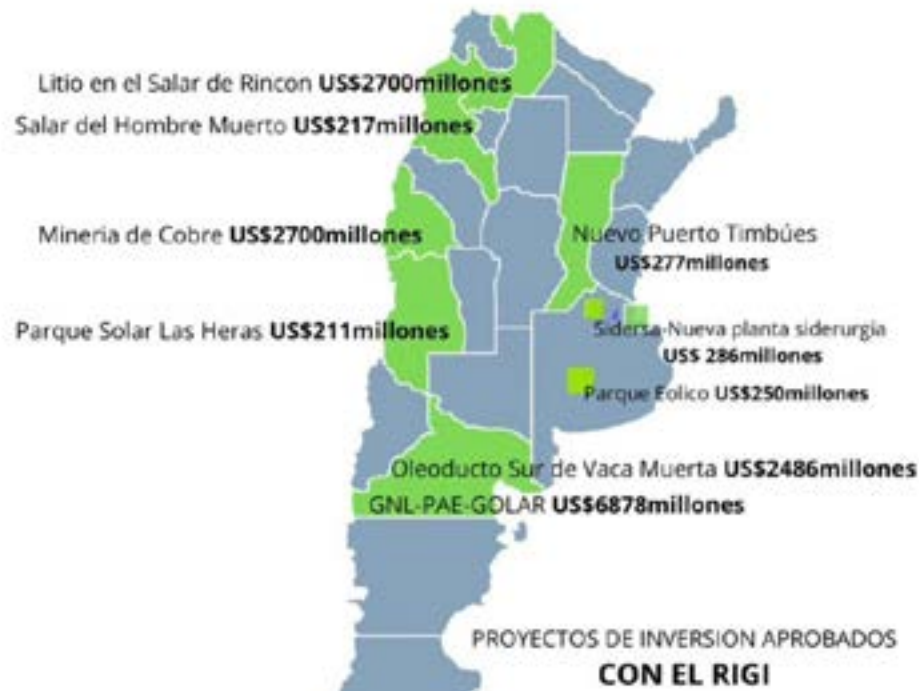 Litio en el Salar de Rincon US$2700millones
Salar del Hombre Muerto US$217millones
Mineria de Cobre US$2700millones
Nuevo Puerto Timbúes
US$277millones
Parque Solar Las Heras US$211millones
Sidersa-Nueva planta siderurgia
US$ 286millones
Parque Eolico US$250millones
Oleoducto Sur de Vaca Muerta US$2486millones
GNL-PAE-GOLAR US$6878millones
PROYECTOS DE INVERSION APROBADOS
CON EL RIGI